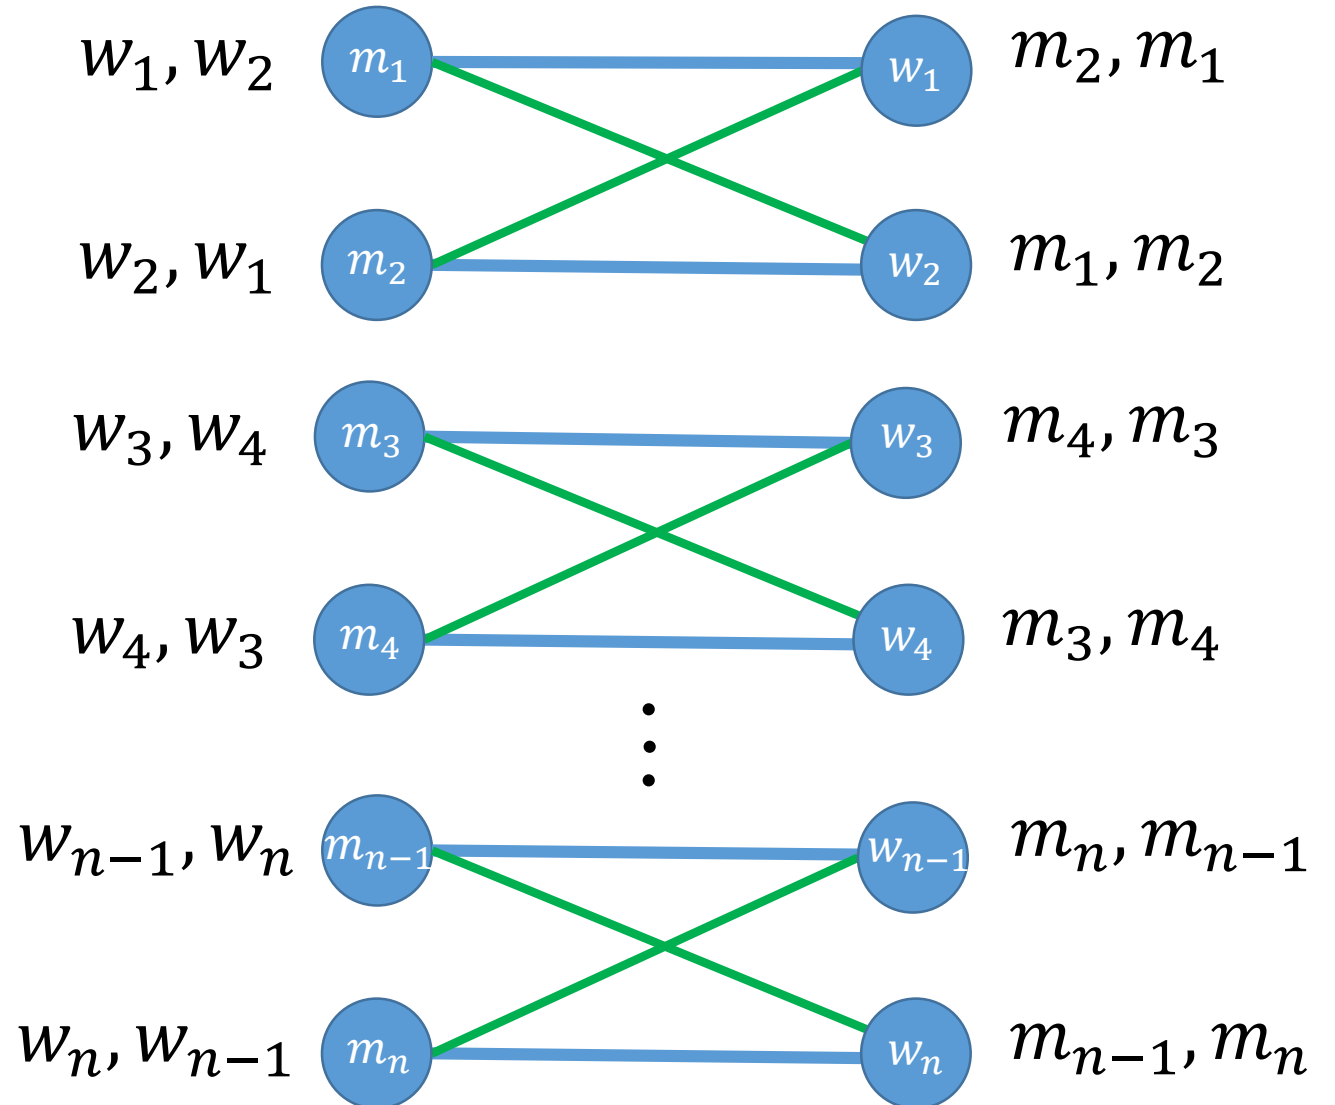 w₁, w₂ m₁ w₁ m₂, m₁
w₂, w₁ m₂ w₂ m₁, m₂
w₃, w₄ m₃ w₃ m₄, m₃
w₄, w₃ m₄ w₄ m₃, m₄
⋮
wₙ₋₁, wₙ mₙ₋₁ wₙ₋₁ mₙ, mₙ₋₁
wₙ, wₙ₋₁ mₙ wₙ mₙ₋₁, mₙ